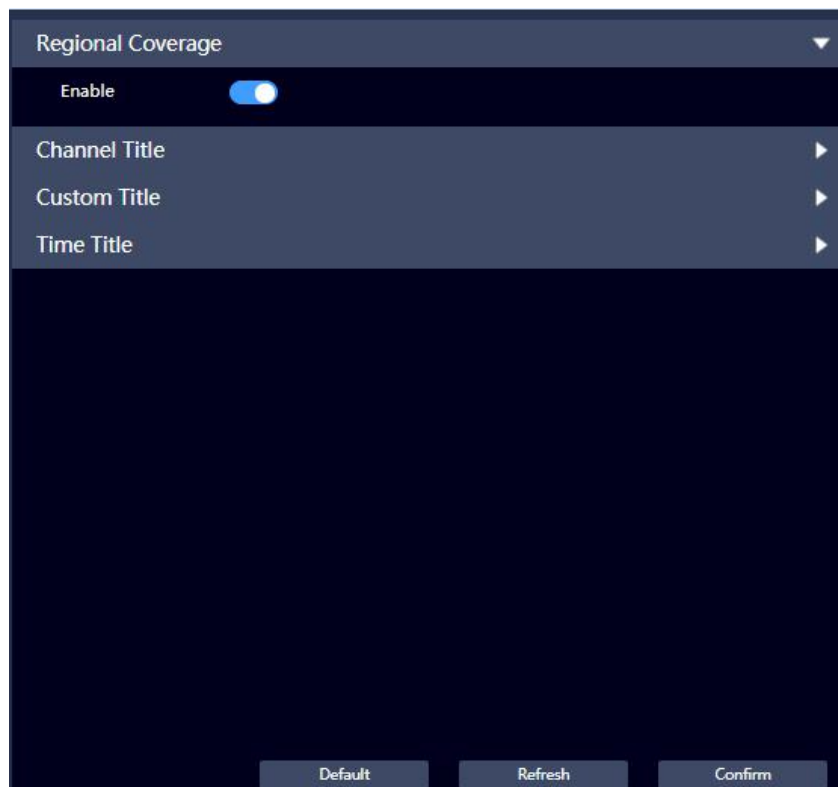 Regional Coverage
Enable
Channel Title
Custom Title
Time Title
Default Refresh Confirm